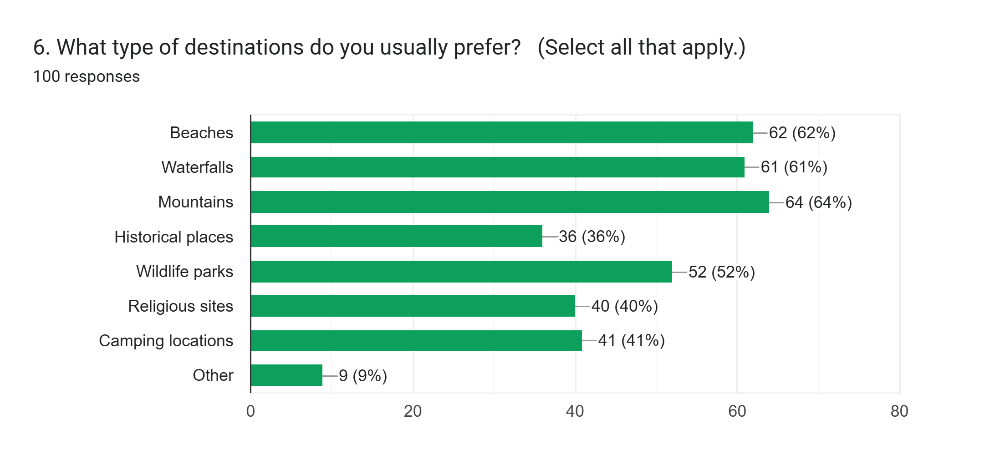 6. What type of destinations do you usually prefer?   (Select all that apply.)
100 responses
Beaches 62 (62%)
Waterfalls 61 (61%)
Mountains 64 (64%)
Historical places 36 (36%)
Wildlife parks 52 (52%)
Religious sites 40 (40%)
Camping locations 41 (41%)
Other 9 (9%)
0 20 40 60 80